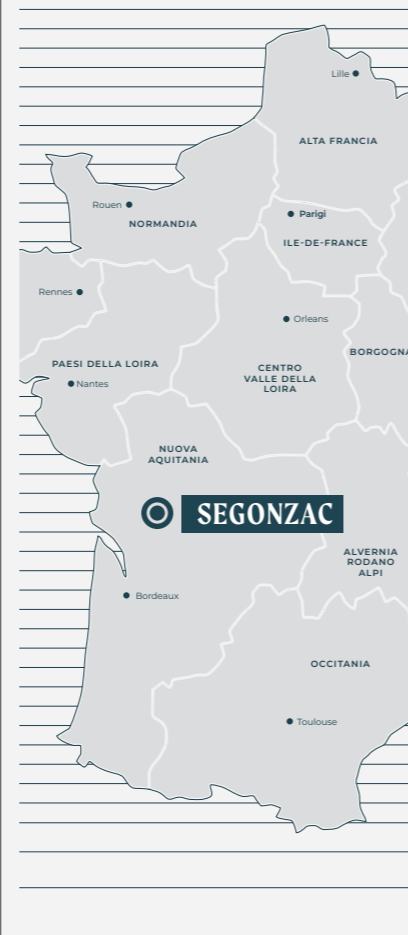 Lille
ALTA FRANCIA
Rouen
Parigi
NORMANDIA
ILE-DE-FRANCE
Rennes
Orleans
BORGOGNA
PAESI DELLA LOIRA
CENTRO
VALLE DELLA
LOIRA
Nantes
NUOVA
AQUITANIA
SEGONZAC
ALVERNIA
RODANO
ALPI
Bordeaux
OCCITANIA
Toulouse